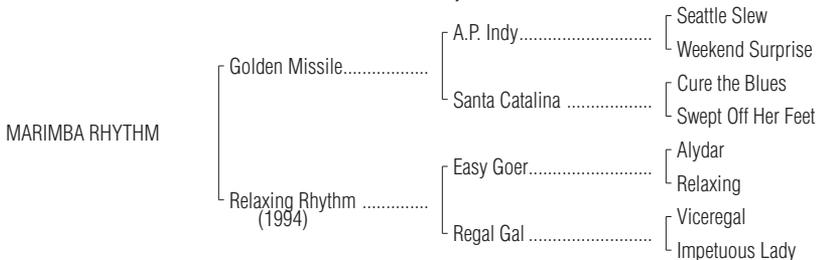 Seattle Slew
A.P. Indy..............................
Weekend Surprise
Golden Missile..................
Cure the Blues
Santa Catalina ...................
Swept Off Her Feet
MARIMBA RHYTHM
Alydar
Easy Goer............................
Relaxing
Relaxing Rhythm ..............
(1994)
Viceregal
Regal Gal ............................
Impetuous Lady